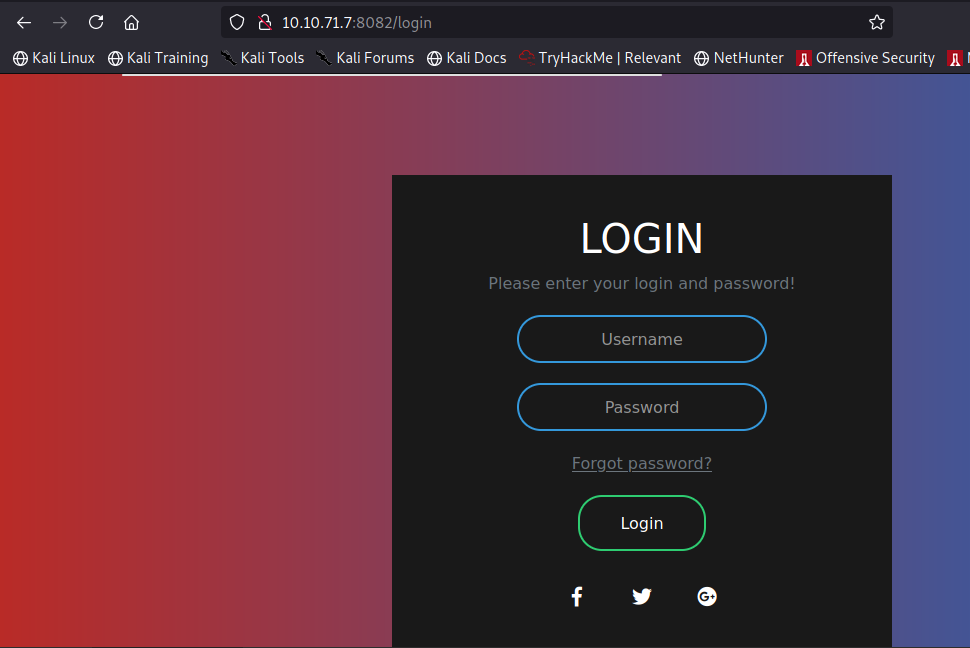 10.10.71.7:8082/login
Kali Linux Kali Training Kali Tools Kali Forums Kali Docs TryHackMe | Relevant NetHunter Offensive Security
LOGIN
Please enter your login and password!
Username
Password
Forgot password?
Login
f G+